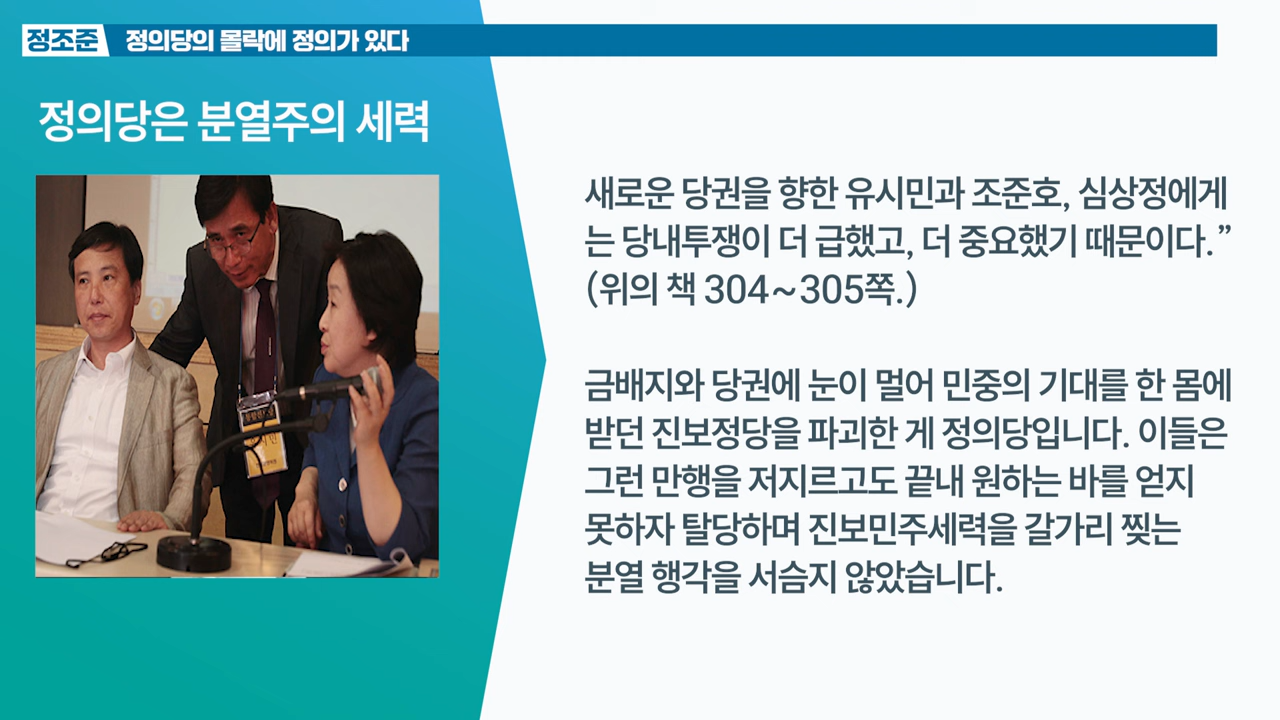 정조준 정의당의 몰락에 정의가 있다
정의당은 분열주의 세력
새로운 당권을 향한 유시민과 조준호, 심상정에게
는 당내투쟁이 더 급했고, 더 중요했기 때문이다.”
(위의 책 304~305쪽.)
금배지와 당권에 눈이 멀어 민중의 기대를 한 몸에
받던 진보정당을 파괴한 게 정의당입니다. 이들은
그런 만행을 저지르고도 끝내 원하는 바를 얻지
못하자 탈당하며 진보민주세력을 갈가리 찢는
분열 행각을 서슴지 않았습니다.